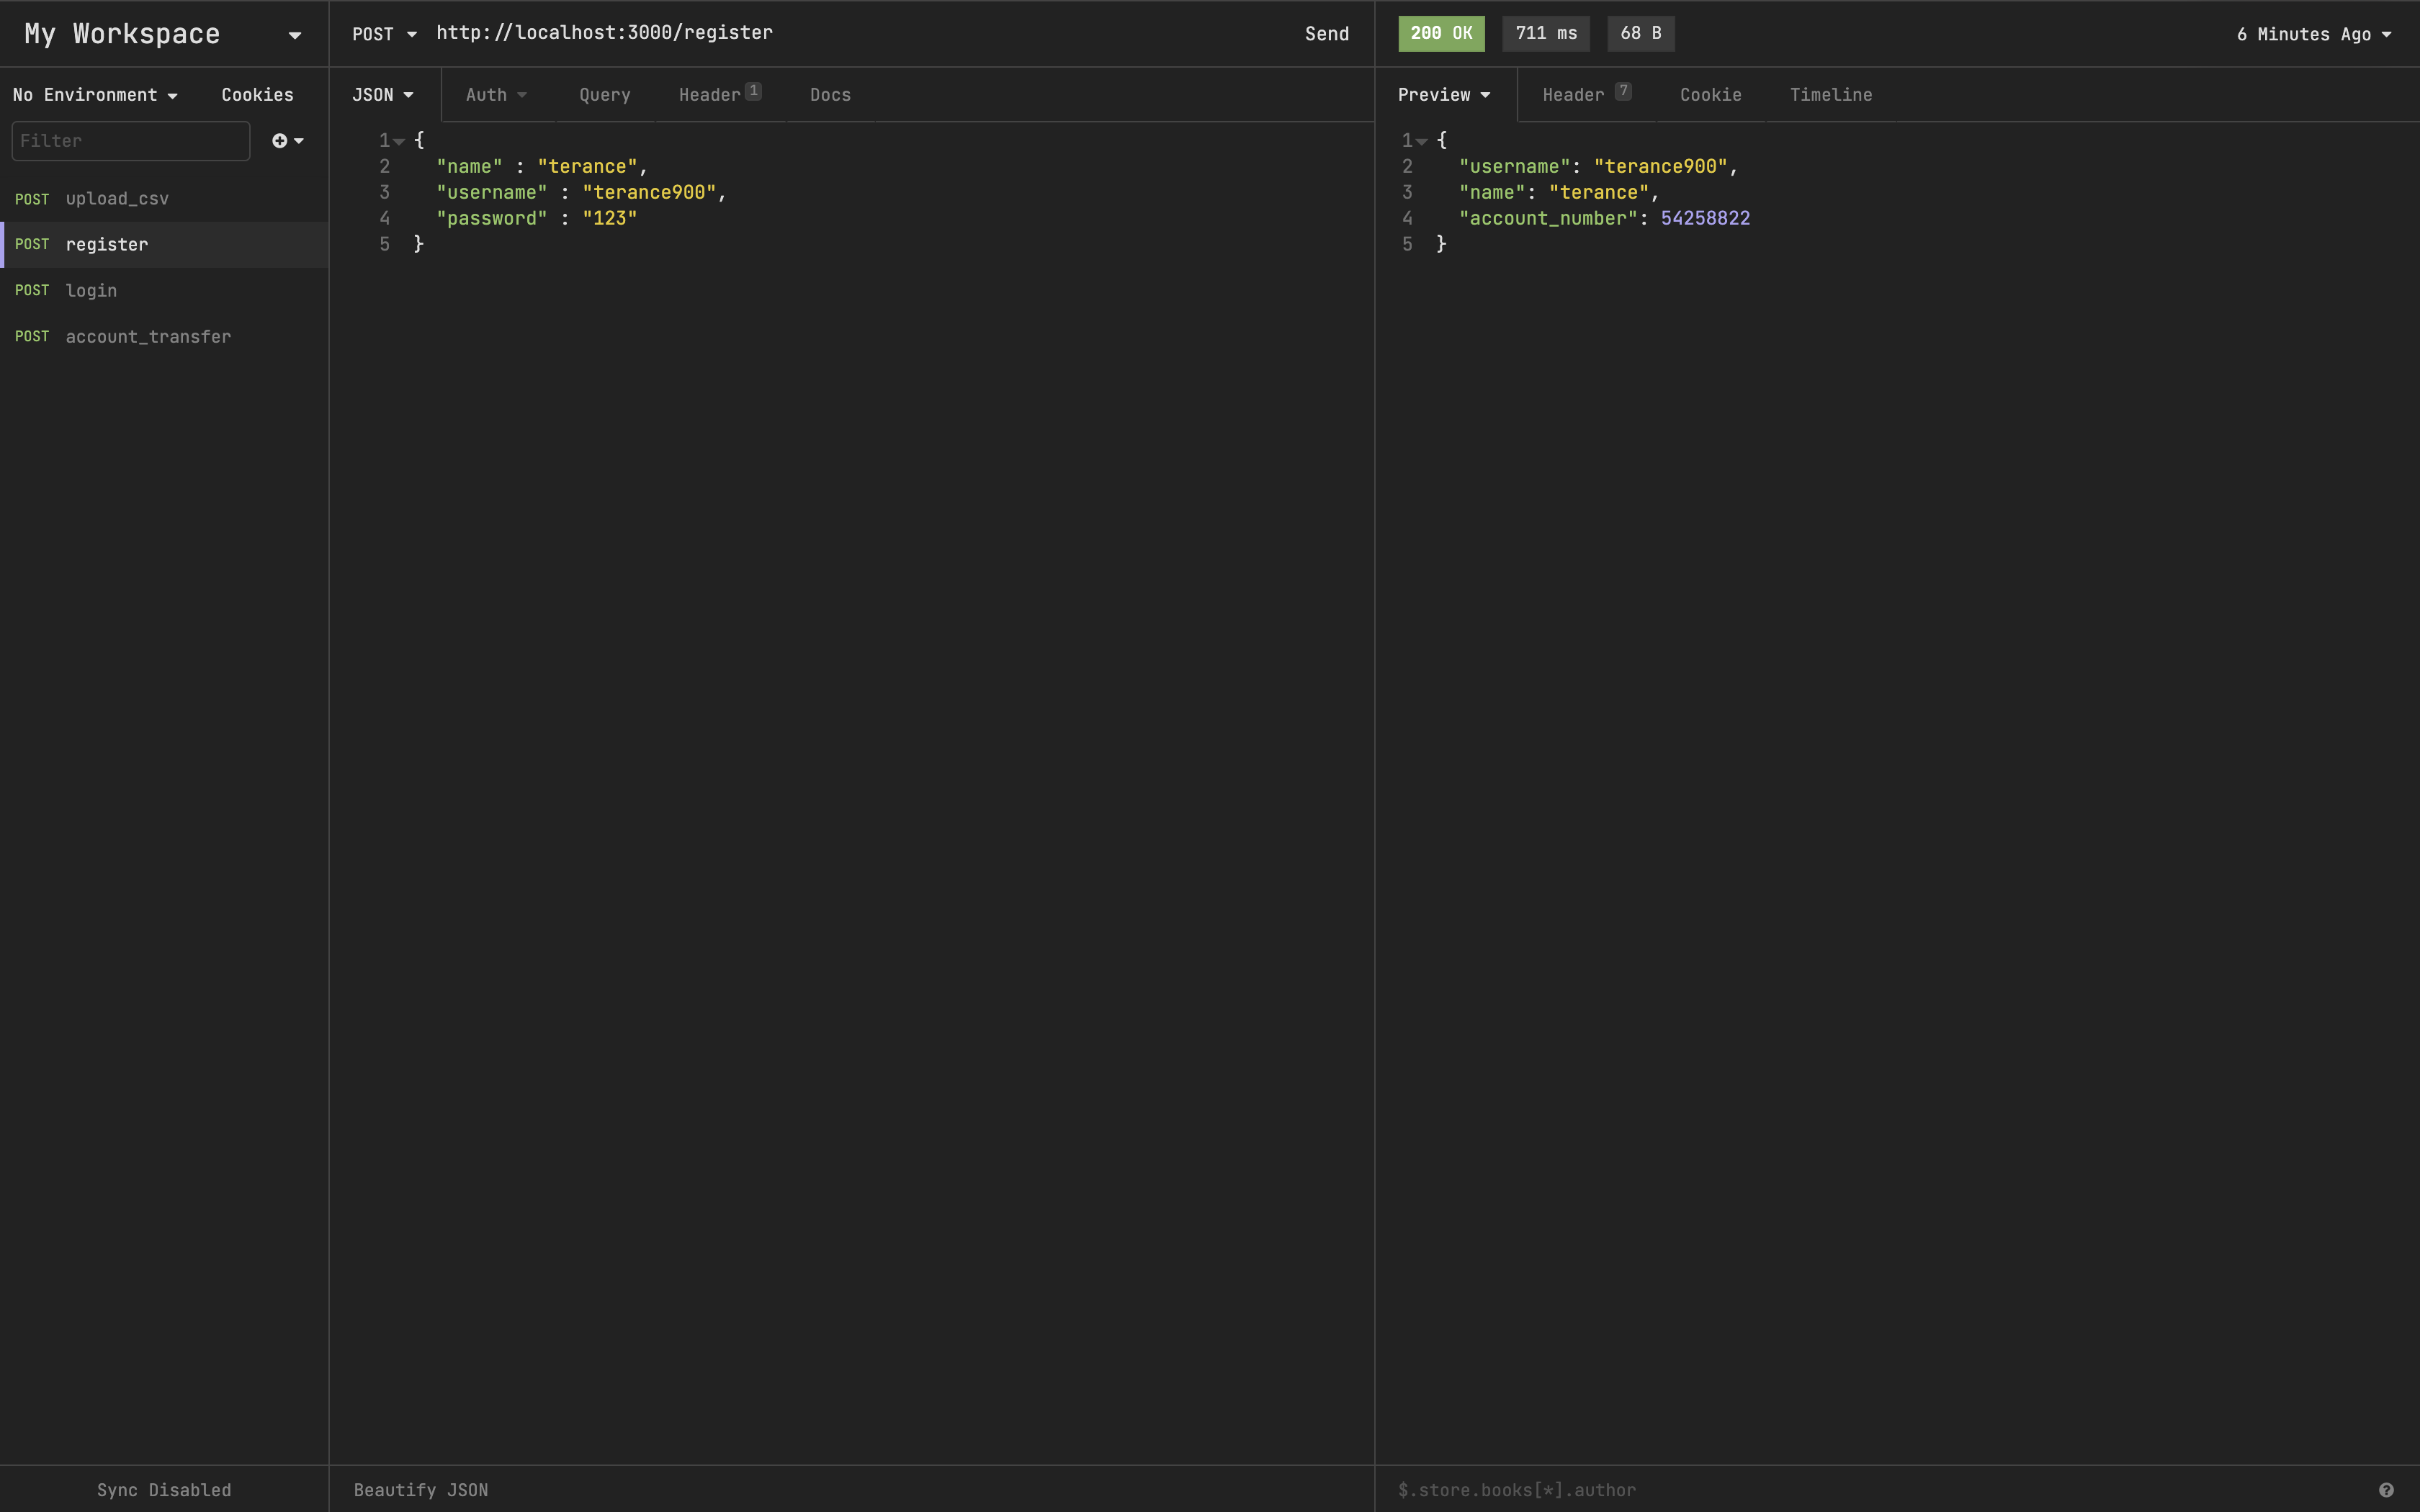 My Workspace
No Environment Cookies
Filter
POST upload_csv
POST register
POST login
POST account_transfer
Sync Disabled
POST http://localhost:3000/register Send
JSON Auth Query Header 1 Docs
1 {
2 "name" : "terance",
3 "username" : "terance900",
4 "password" : "123"
5 }
Beautify JSON
200 OK 711 ms 68 B 6 Minutes Ago
Preview Header 7 Cookie Timeline
1 {
2 "username": "terance900",
3 "name": "terance",
4 "account_number": 54258822
5 }
$.store.books[*].author ?